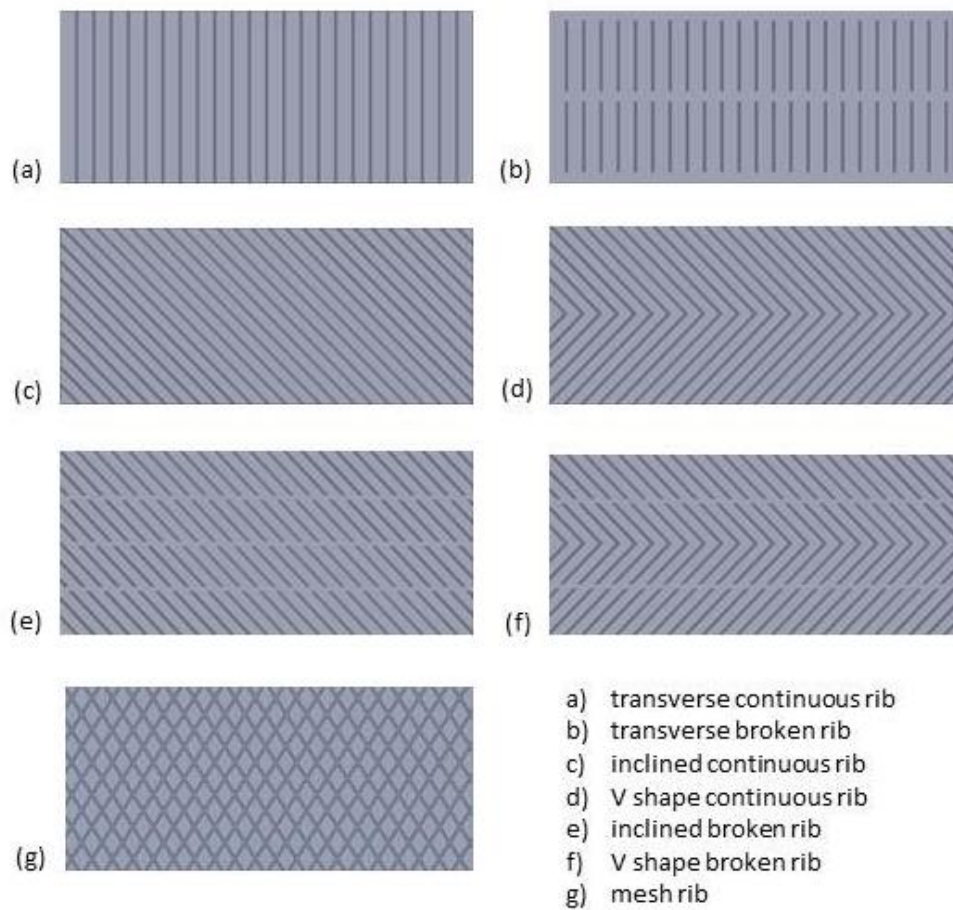 (a)
(b)
(c)
(d)
(e)
(f)
(g)
a) transverse continuous rib
b) transverse broken rib
c) inclined continuous rib
d) V shape continuous rib
e) inclined broken rib
f) V shape broken rib
g) mesh rib